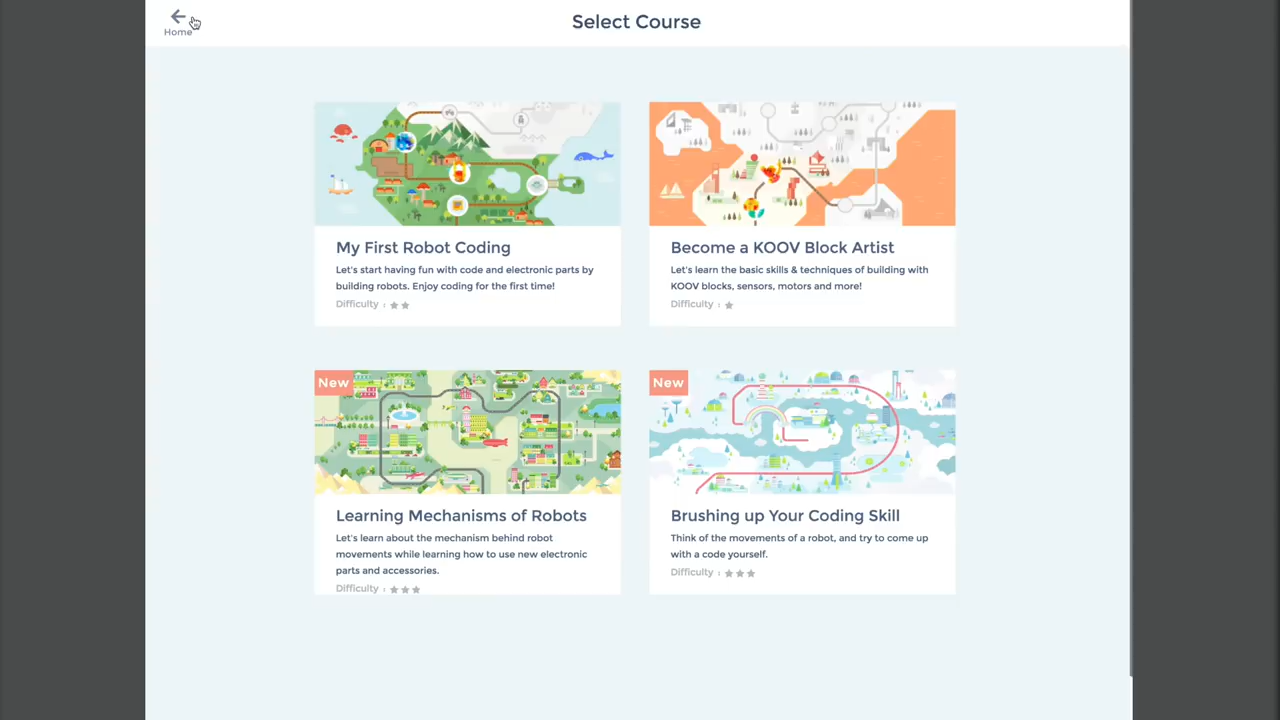 Home
Select Course
My First Robot Coding
Let's start having fun with code and electronic parts by
building robots. Enjoy coding for the first time!
Difficulty : ★★
Become a KOOV Block Artist
Let's learn the basic skills & techniques of building with
KOOV blocks, sensors, motors and more!
Difficulty : ★
New
Learning Mechanisms of Robots
Let's learn about the mechanism behind robot
movements while learning how to use new electronic
parts and accessories.
Difficulty : ★★★
New
Brushing up Your Coding Skill
Think of the movements of a robot, and try to come up
with a code yourself.
Difficulty : ★★★